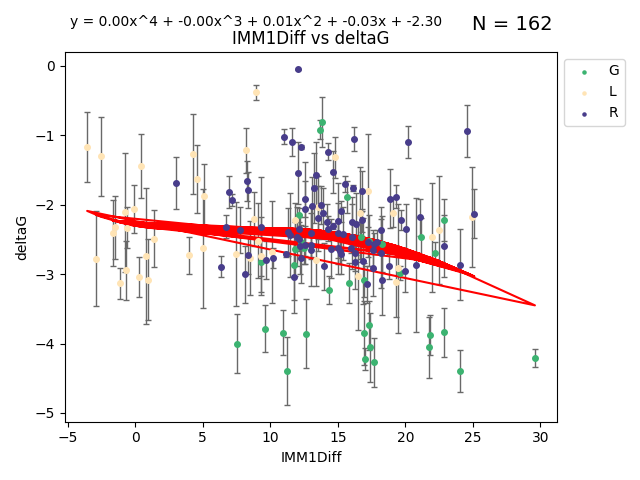 y = 0.00x^4 + -0.00x^3 + 0.01x^2 + -0.03x + -2.30
N = 162
IMM1Diff vs deltaG
G
L
R
deltaG
0
−1
−2
−3
−4
−5
−5 0 5 10 15 20 25 30
IMM1Diff